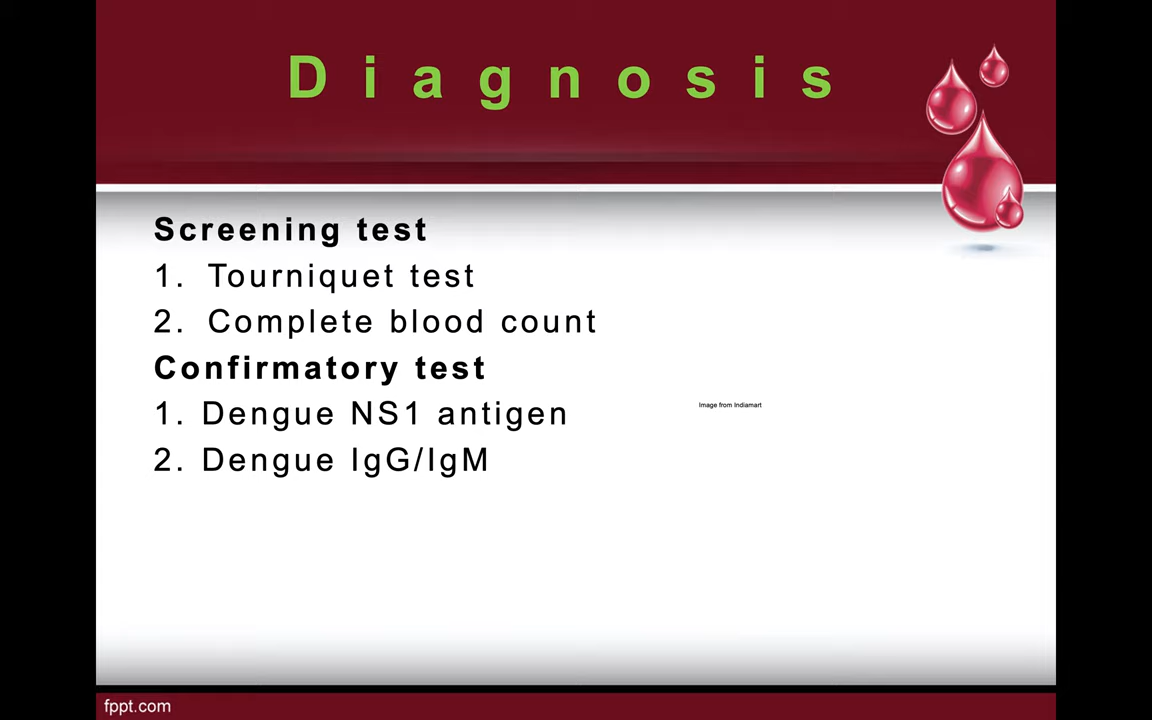 Diagnosis
Screening test
1. Tourniquet test
2. Complete blood count
Confirmatory test
1. Dengue NS1 antigen
2. Dengue IgG/IgM
Image from Indiamart
fppt.com